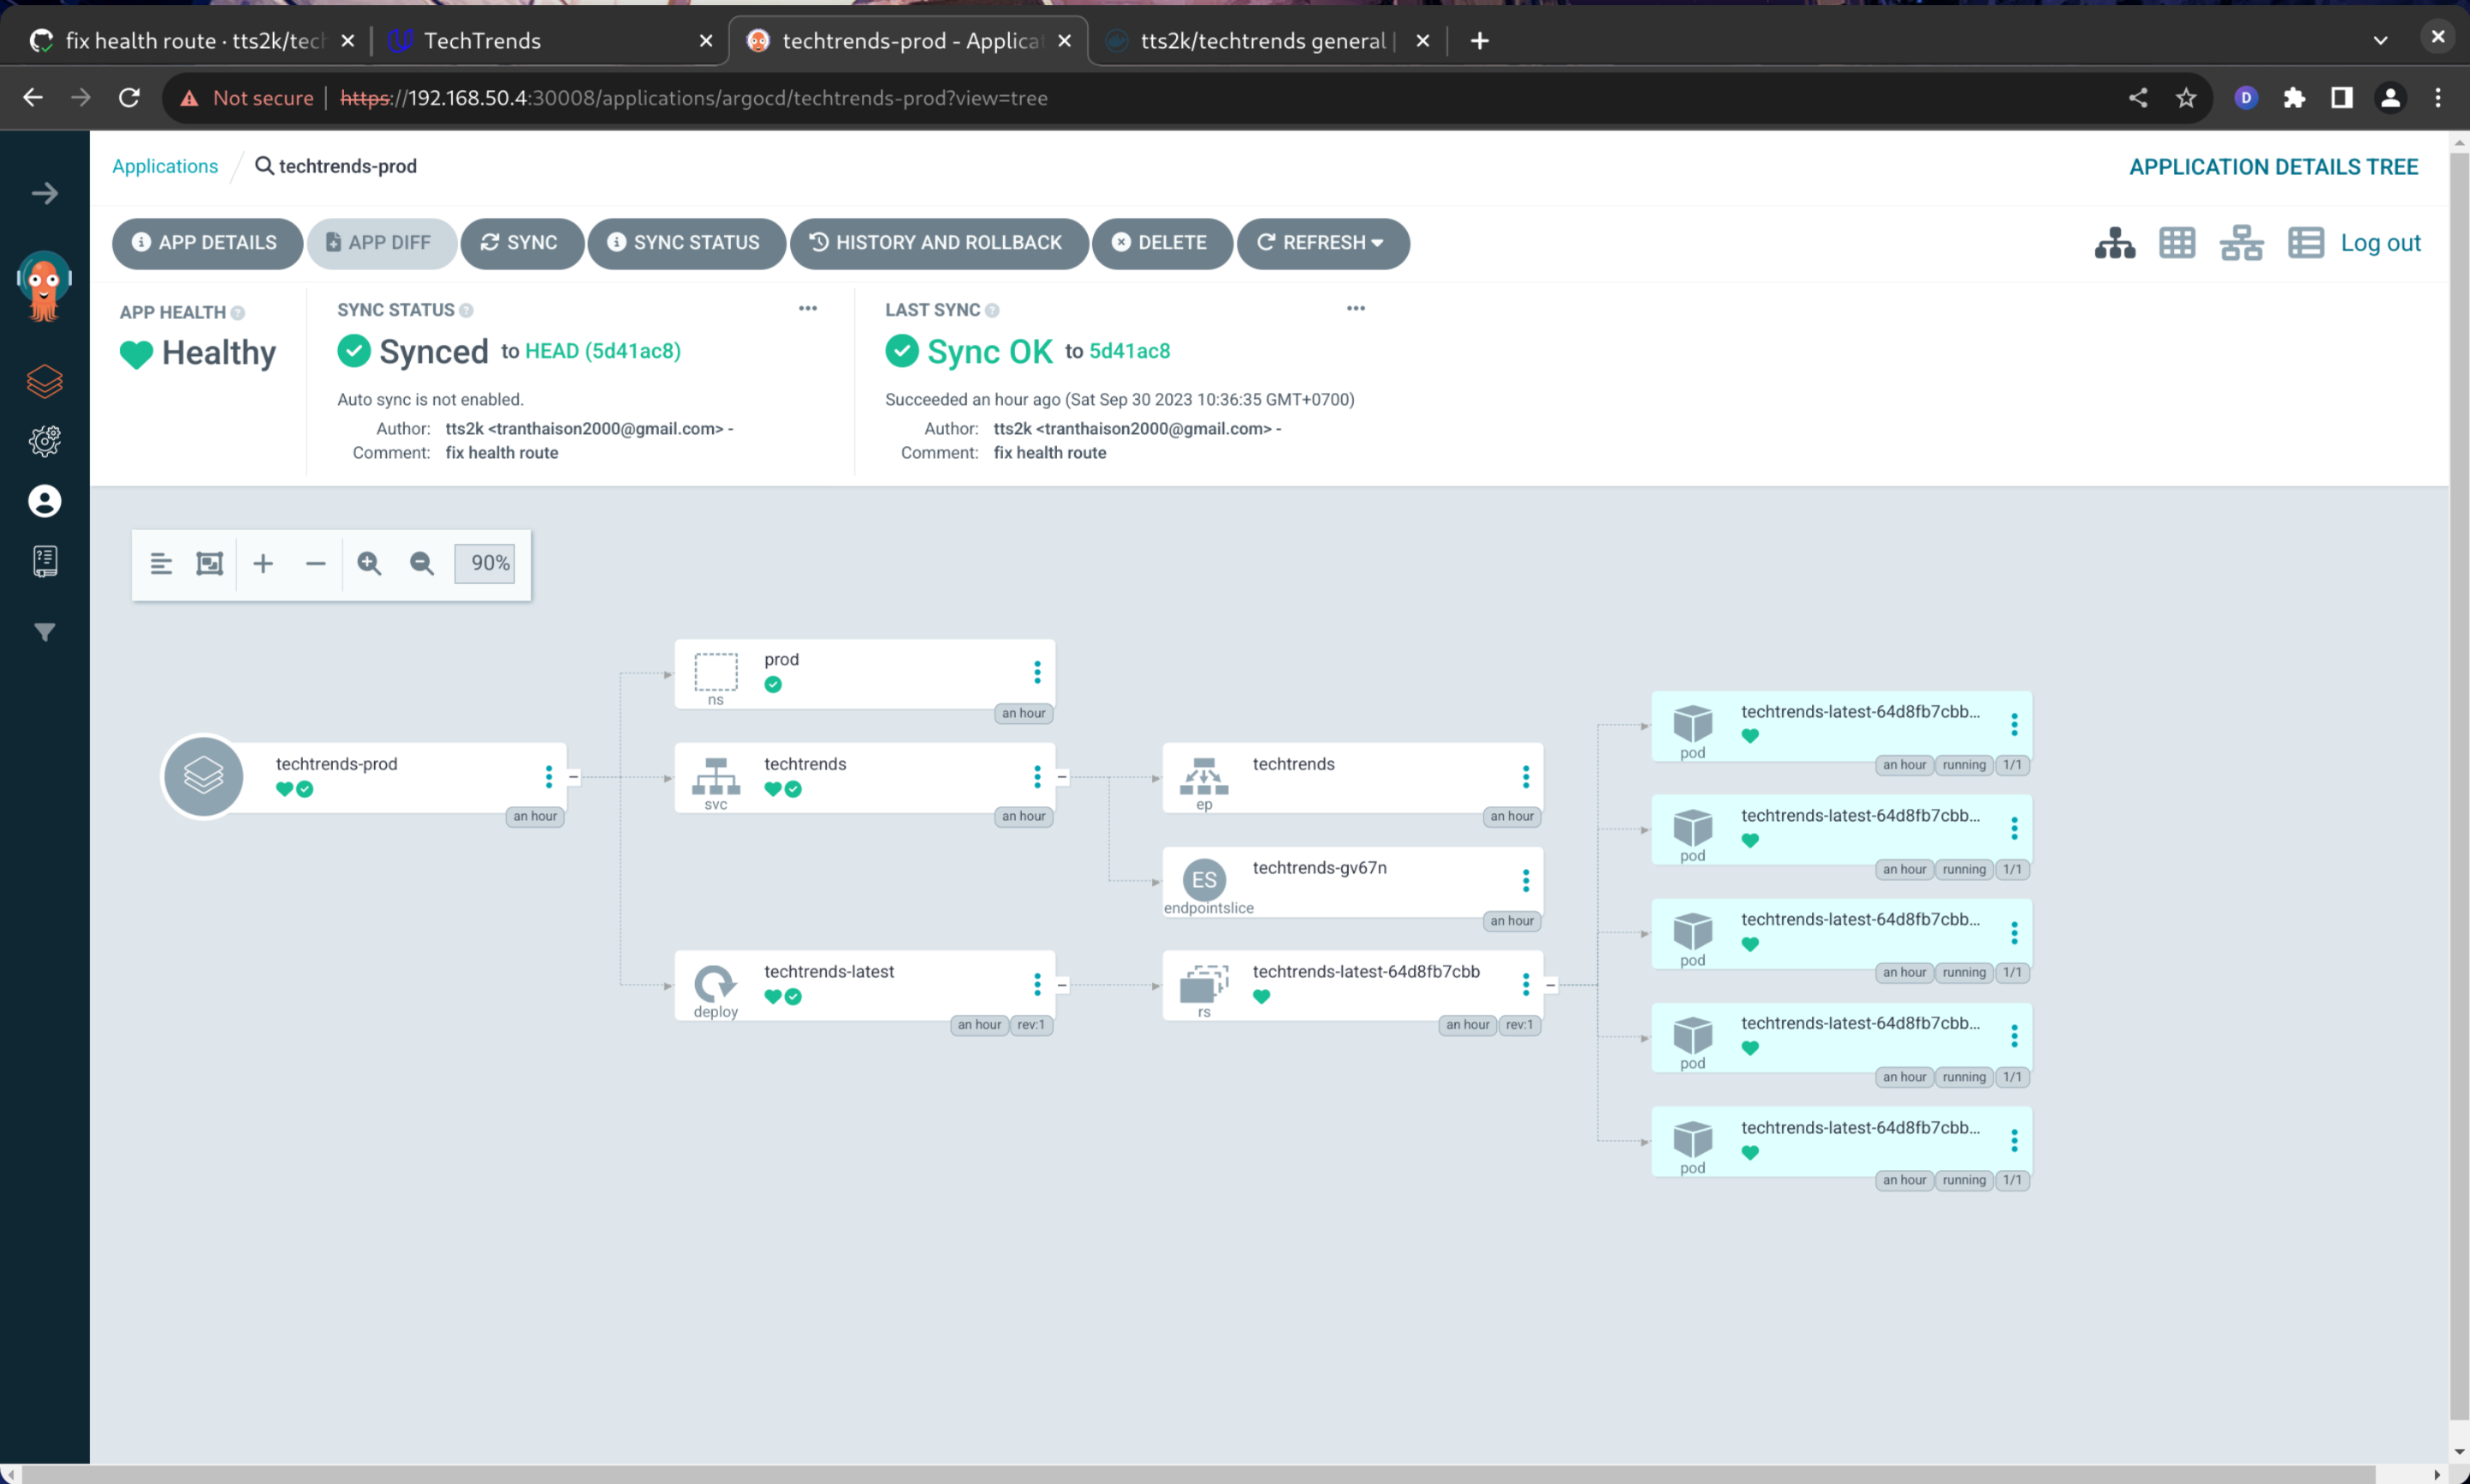 fix health route · tts2k/tech
TechTrends
techtrends-prod - Applicat
tts2k/techtrends general |
D
Not secure | https://192.168.50.4:30008/applications/argocd/techtrends-prod?view=tree
Applications / techtrends-prod
APPLICATION DETAILS TREE
APP DETAILS
APP DIFF
SYNC
SYNC STATUS
HISTORY AND ROLLBACK
DELETE
REFRESH
Log out
APP HEALTH ?
Healthy
SYNC STATUS ?
Synced to HEAD (5d41ac8)
Auto sync is not enabled.
Author: tts2k <tranthaison2000@gmail.com> -
Comment: fix health route
LAST SYNC ?
Sync OK to 5d41ac8
Succeeded an hour ago (Sat Sep 30 2023 10:36:35 GMT+0700)
Author: tts2k <tranthaison2000@gmail.com> -
Comment: fix health route
90%
techtrends-prod
an hour
prod
ns
an hour
techtrends
svc
an hour
techtrends-latest
deploy
an hour rev:1
techtrends
ep
an hour
ES
techtrends-gv67n
endpointslice
an hour
techtrends-latest-64d8fb7cbb
rs
an hour rev:1
techtrends-latest-64d8fb7cbb...
pod
an hour running 1/1
techtrends-latest-64d8fb7cbb...
pod
an hour running 1/1
techtrends-latest-64d8fb7cbb...
pod
an hour running 1/1
techtrends-latest-64d8fb7cbb...
pod
an hour running 1/1
techtrends-latest-64d8fb7cbb...
pod
an hour running 1/1